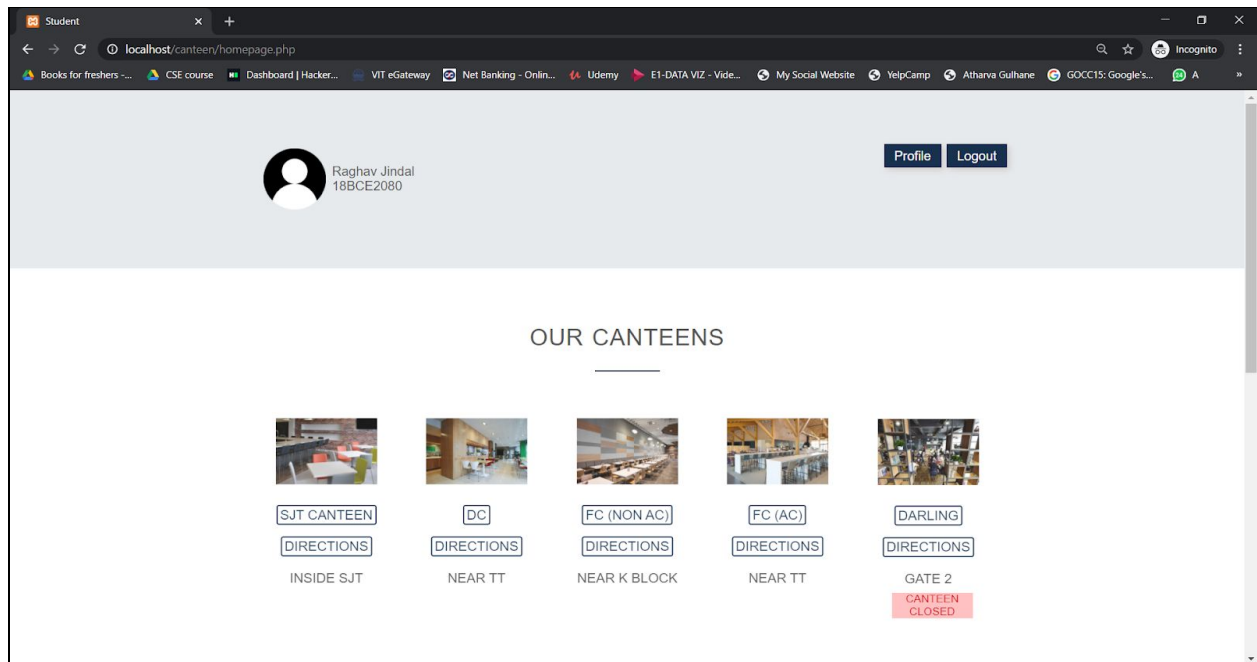 Student
localhost/canteen/homepage.php
Incognito
Books for freshers -...
CSE course
Dashboard | Hacker...
VIT eGateway
Net Banking - Onlin...
Udemy
E1-DATA VIZ - Vide...
My Social Website
YelpCamp
Atharva Gulhane
GOCC15: Google's...
A
Raghav Jindal
18BCE2080
Profile
Logout
OUR CANTEENS
SJT CANTEEN
DC
FC (NON AC)
FC (AC)
DARLING
DIRECTIONS
DIRECTIONS
DIRECTIONS
DIRECTIONS
DIRECTIONS
INSIDE SJT
NEAR TT
NEAR K BLOCK
NEAR TT
GATE 2
CANTEEN
CLOSED